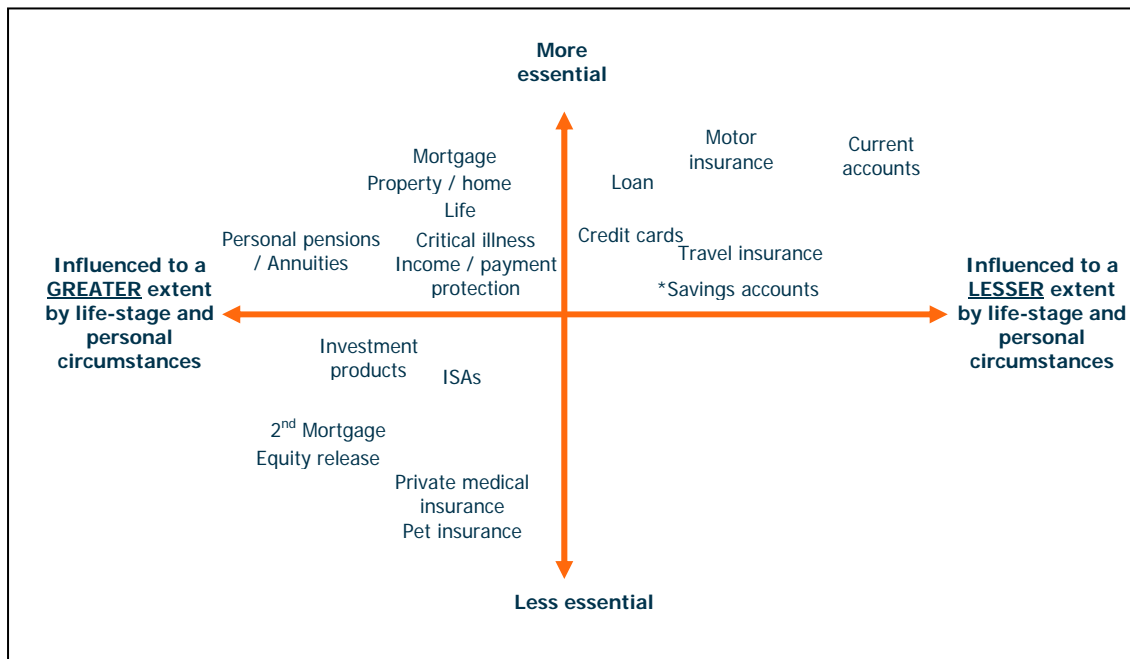 More
essential
Motor
insurance
Current
accounts
Mortgage
Property / home
Loan
Life
Personal pensions
/ Annuities
Critical illness
Income / payment
protection
Credit cards
Travel insurance
*Savings accounts
Influenced to a
GREATER extent
by life-stage and
personal
circumstances
Influenced to a
LESSER extent
by life-stage and
personal
circumstances
Investment
products
ISAs
2nd Mortgage
Equity release
Private medical
insurance
Pet insurance
Less essential